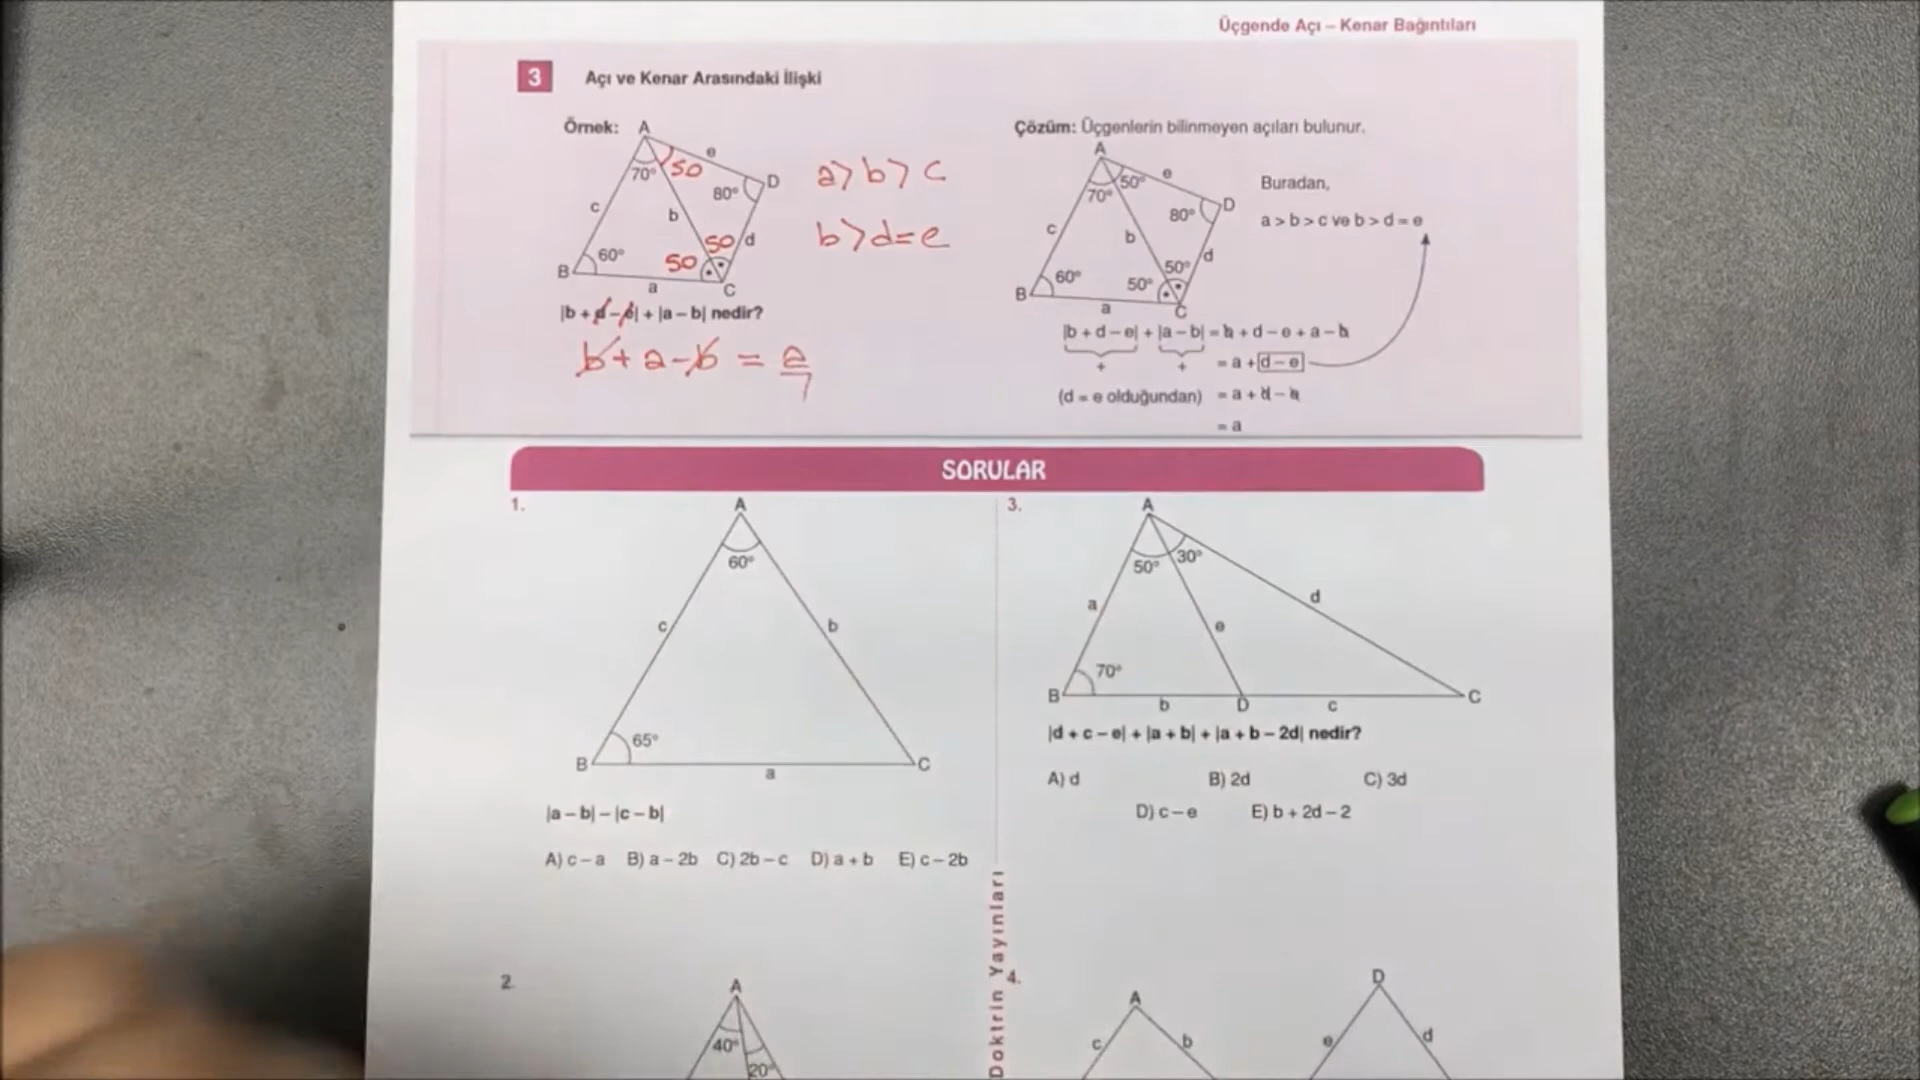 Üçgende Açı – Kenar Bağıntıları
3 Açı ve Kenar Arasındaki İlişki
Örnek:
A
e
70°
50
80°
D
c
b
50
d
60°
50
B
a
C
a > b > c
b > d = e
|b + d – e| + |a – b| nedir?
b + a – b = a
Çözüm: Üçgenlerin bilinmeyen açıları bulunur.
A
50°
e
70°
80°
D
c
b
50°
d
60°
50°
B
a
C
Buradan,
a > b > c ve b > d = e
|b + d – e| + |a – b| = b + d – e + a – b
+ +
= a + d – e
(d = e olduğundan) = a + d – e
= a
SORULAR
1.
A
60°
c
b
65°
B
a
C
|a – b| – |c – b|
A) c – a B) a – 2b C) 2b – c D) a + b E) c – 2b
2.
A
40°
20°
3.
A
50°
30°
a
d
e
70°
B
b
D
c
C
|d + c – e| + |a + b| + |a + b – 2d| nedir?
A) d B) 2d C) 3d
D) c – e E) b + 2d – 2
Doktrin Yayınları
4.
A
c
b
D
e
d